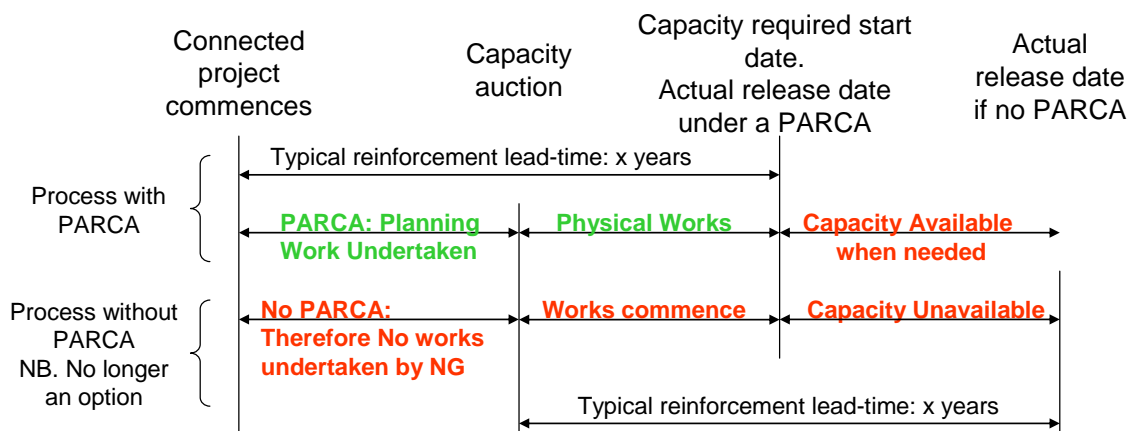 Connected
project
commences
Capacity
auction
Capacity required start
date.
Actual release date
under a PARCA
Actual
release date
if no PARCA
Typical reinforcement lead-time: x years
Process with
PARCA
PARCA: Planning
Work Undertaken
Physical Works
Capacity Available
when needed
Process without
PARCA
NB. No longer
an option
No PARCA:
Therefore No works
undertaken by NG
Works commence
Capacity Unavailable
Typical reinforcement lead-time: x years